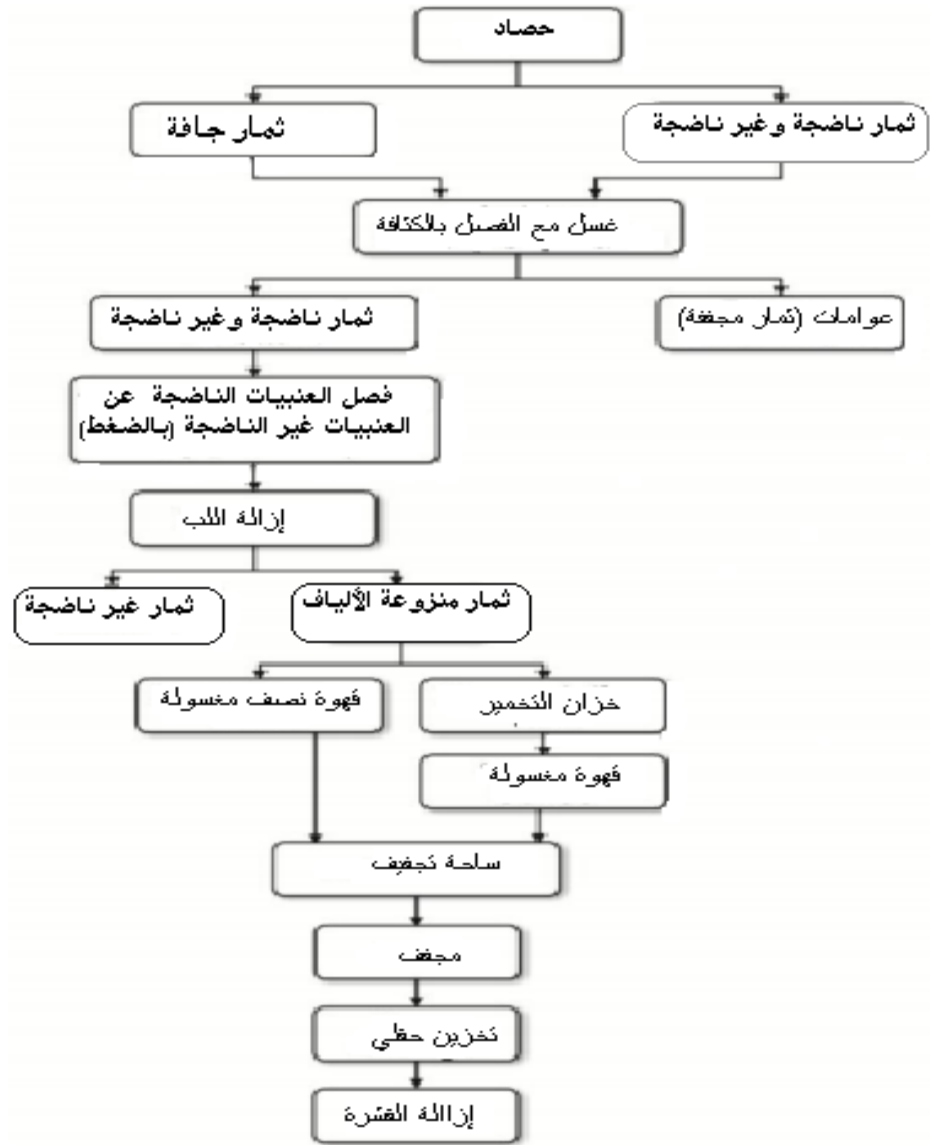 حصاد
ثمار ناضجة وغير ناضجة
ثمار جافة
غسل مع الفصل بالكثافة
ثمار ناضجة وغير ناضجة
عوامات (ثمار مجففة)
فصل العنبيات الناضجة عن
العنبيات غير الناضجة (بالضغط)
إزالة اللب
ثمار منزوعة الألياف
ثمار غير ناضجة
خزان التخمير
قهوة نصف مغسولة
قهوة مغسولة
ساحة تجفيف
مجفف
تخزين حقلي
إزاالة القشرة